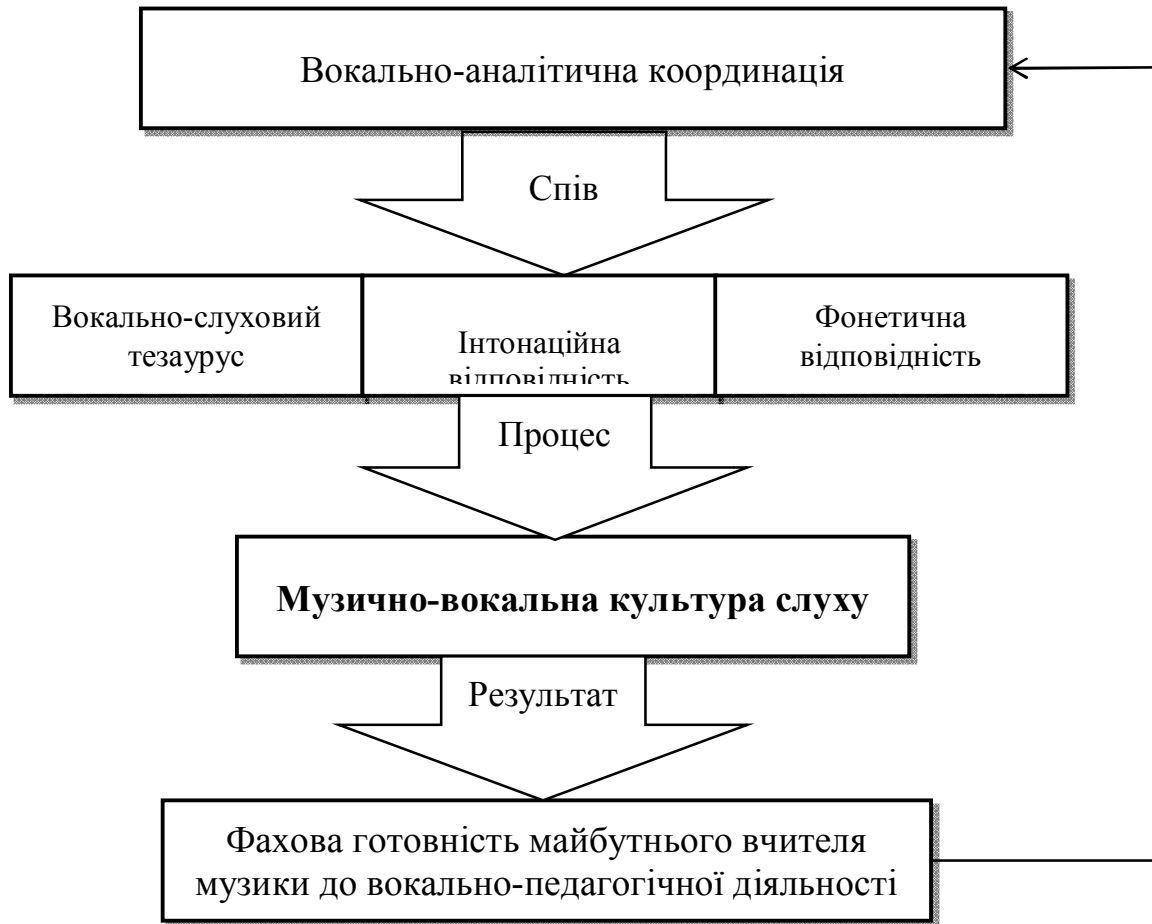 Вокально-аналітична координація
Спів
Вокально-слуховий
тезаурус
Інтонаційна
відповідність
Фонетична
відповідність
Процес
Музично-вокальна культура слуху
Результат
Фахова готовність майбутнього вчителя
музики до вокально-педагогічної діяльності